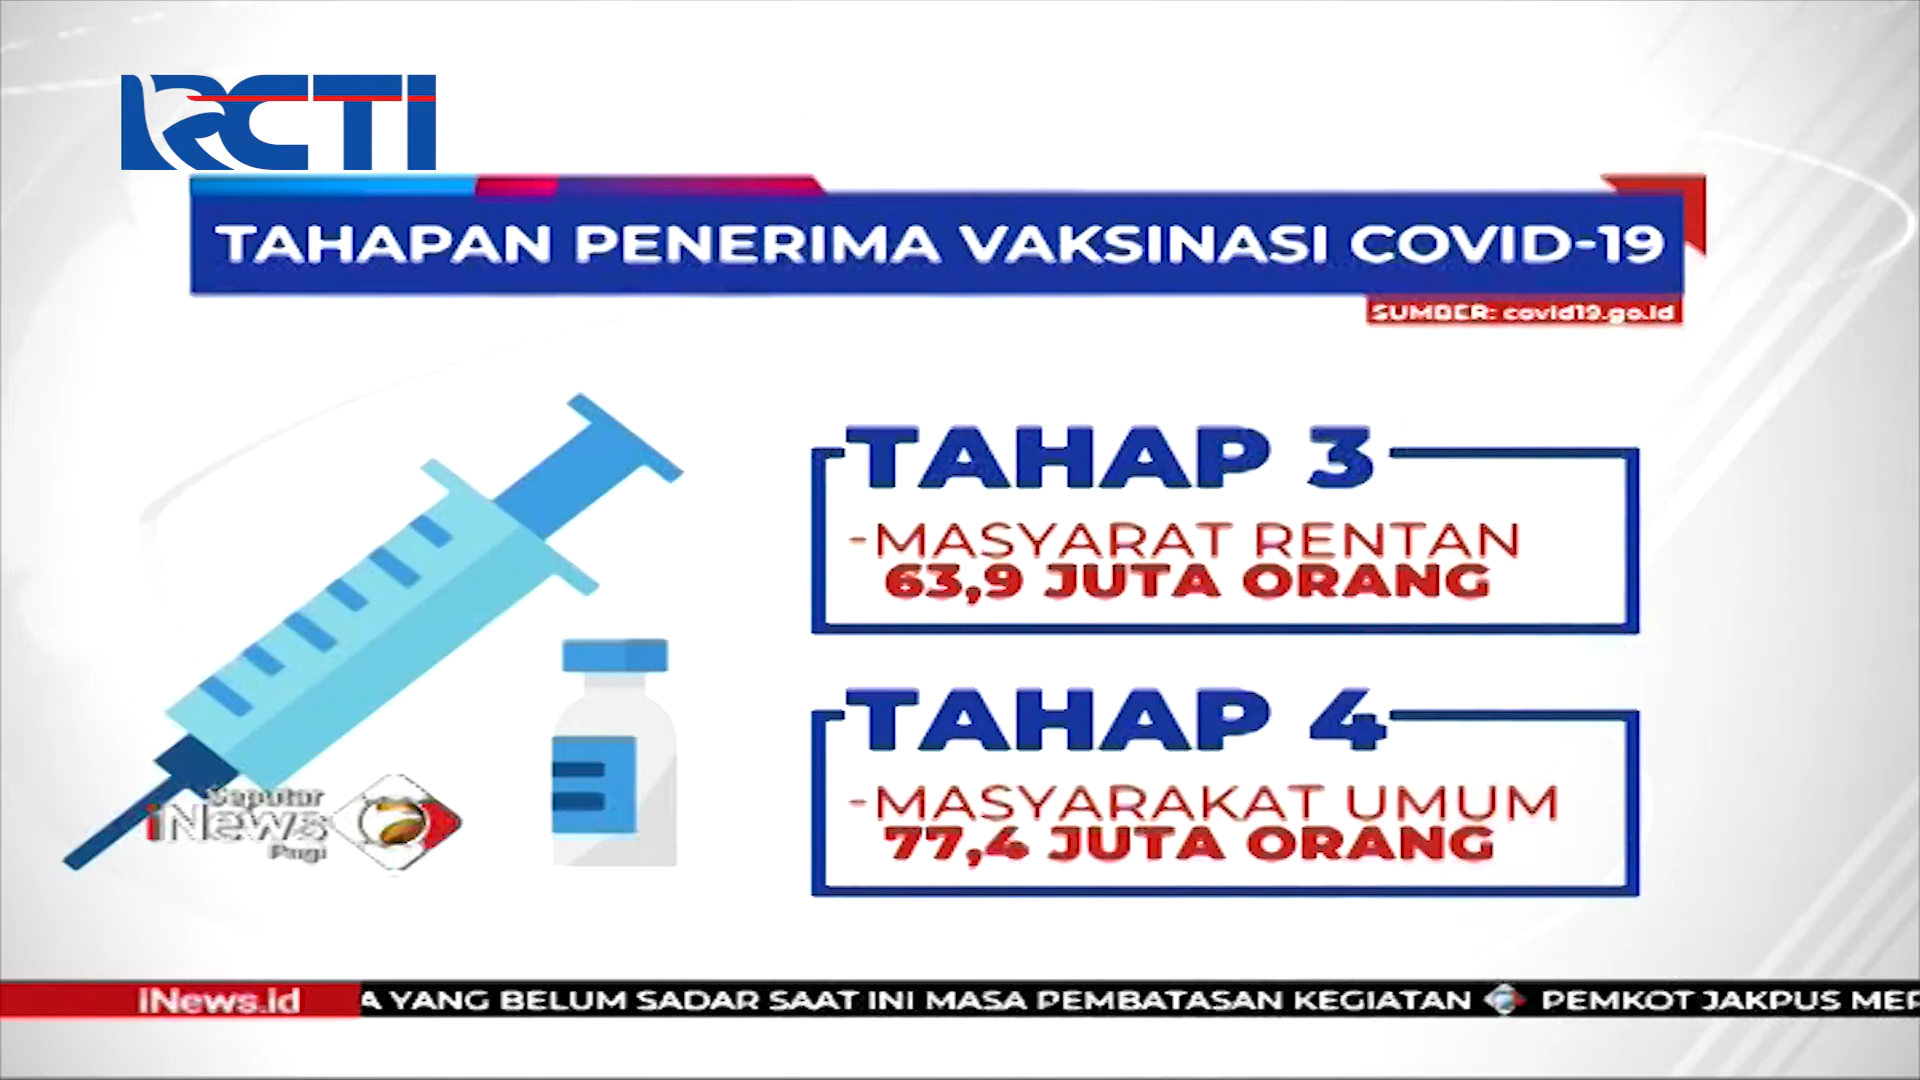 RCTI
TAHAPAN PENERIMA VAKSINASI COVID-19
SUMBER: covid19.go.id
TAHAP 3
-MASYARAT RENTAN
63,9 JUTA ORANG
TAHAP 4
-MASYARAKAT UMUM
77,4 JUTA ORANG
Seputar
iNews
Pagi
iNews.id
A YANG BELUM SADAR SAAT INI MASA PEMBATASAN KEGIATAN PEMKOT JAKPUS MER